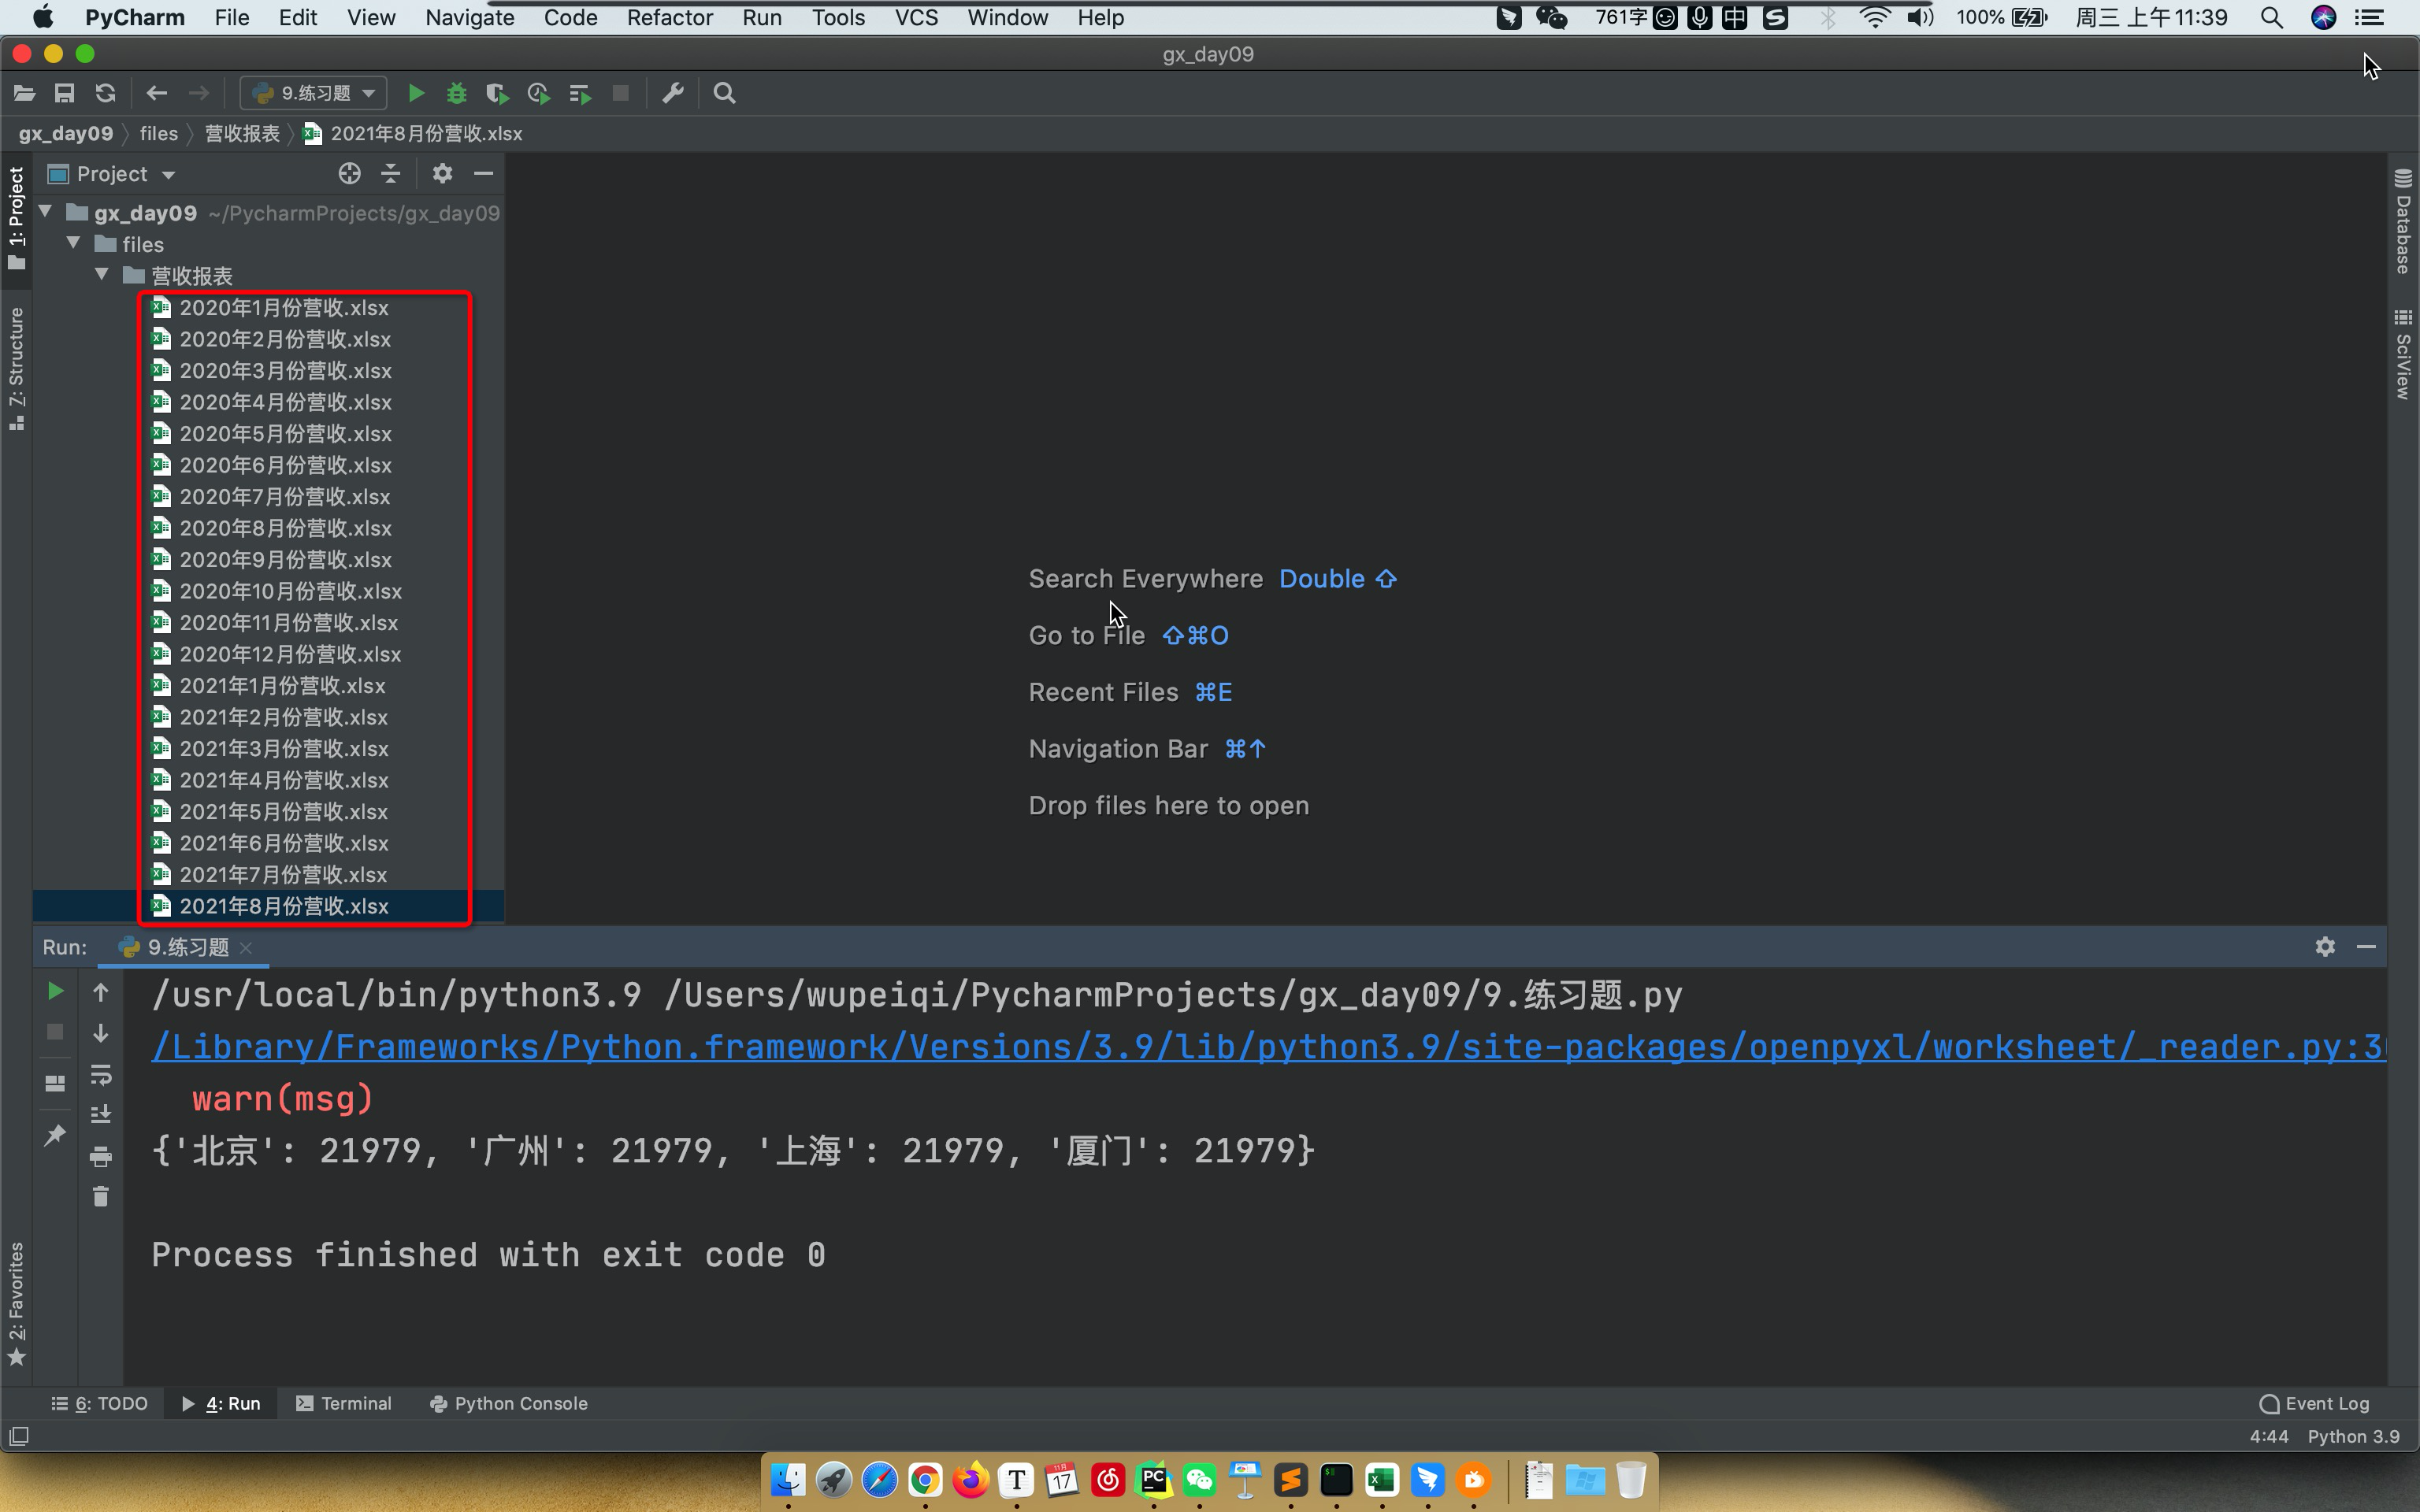 PyCharm File Edit View Navigate Code Refactor Run Tools VCS Window Help 761字 中 100% 周三 上午11:39
gx_day09
9.练习题
gx_day09 files 营收报表 2021年8月份营收.xlsx
1: Project
7: Structure
2: Favorites
Project
gx_day09 ~/PycharmProjects/gx_day09
files
营收报表
2020年1月份营收.xlsx
2020年2月份营收.xlsx
2020年3月份营收.xlsx
2020年4月份营收.xlsx
2020年5月份营收.xlsx
2020年6月份营收.xlsx
2020年7月份营收.xlsx
2020年8月份营收.xlsx
2020年9月份营收.xlsx
2020年10月份营收.xlsx
2020年11月份营收.xlsx
2020年12月份营收.xlsx
2021年1月份营收.xlsx
2021年2月份营收.xlsx
2021年3月份营收.xlsx
2021年4月份营收.xlsx
2021年5月份营收.xlsx
2021年6月份营收.xlsx
2021年7月份营收.xlsx
2021年8月份营收.xlsx
Search Everywhere Double ⇧
Go to File ⇧⌘O
Recent Files ⌘E
Navigation Bar ⌘↑
Drop files here to open
Database
SciView
Run: 9.练习题
/usr/local/bin/python3.9 /Users/wupeiqi/PycharmProjects/gx_day09/9.练习题.py
/Library/Frameworks/Python.framework/Versions/3.9/lib/python3.9/site-packages/openpyxl/worksheet/_reader.py:3
warn(msg)
{'北京': 21979, '广州': 21979, '上海': 21979, '厦门': 21979}
Process finished with exit code 0
6: TODO 4: Run Terminal Python Console Event Log
4:44 Python 3.9
T 11月 17 PC